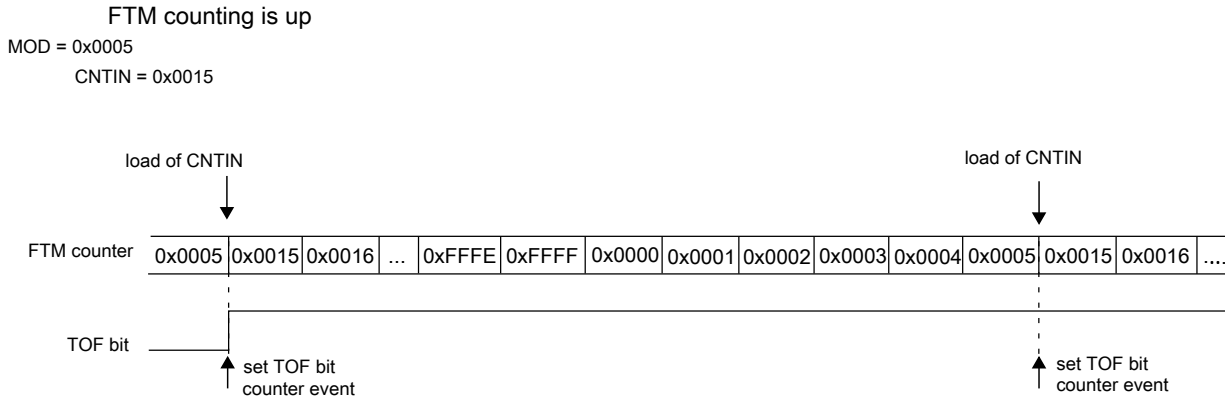 FTM counting is up
MOD = 0x0005
CNTIN = 0x0015
load of CNTIN load of CNTIN
FTM counter 0x0005 0x0015 0x0016 ... 0xFFFE 0xFFFF 0x0000 0x0001 0x0002 0x0003 0x0004 0x0005 0x0015 0x0016 ....
TOF bit
set TOF bit set TOF bit
counter event counter event